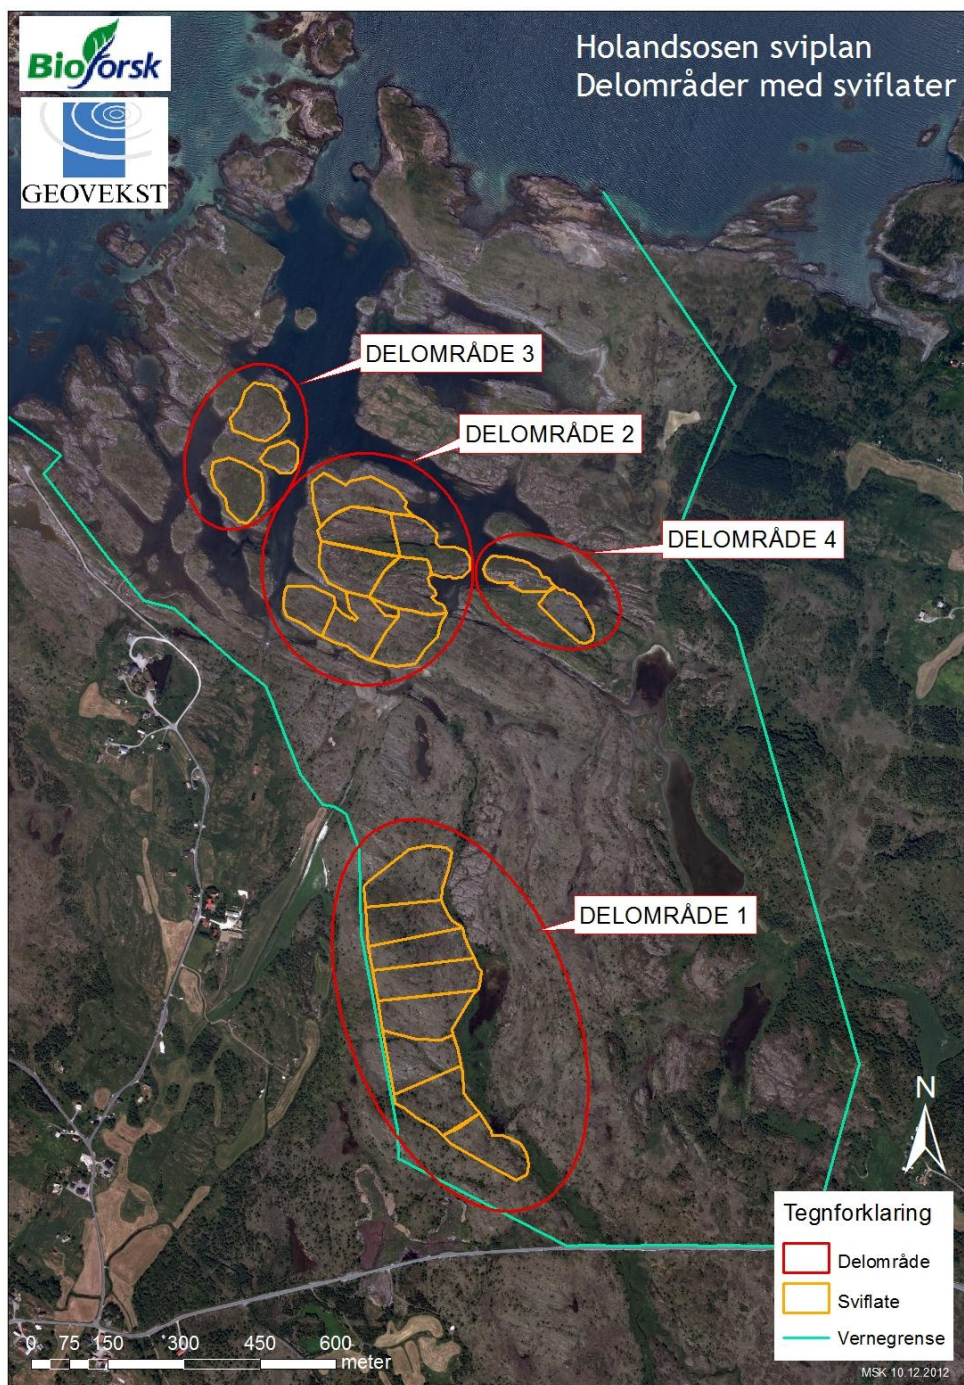 Bioforsk
GEOVEKST
Holandsosen sviplan
Delområder med sviflater
DELOMRÅDE 3
DELOMRÅDE 2
DELOMRÅDE 4
DELOMRÅDE 1
N
Tegnforklaring
Delområde
Sviflate
Vernegrense
0 75 150 300 450 600
meter
MSK 10.12.2012